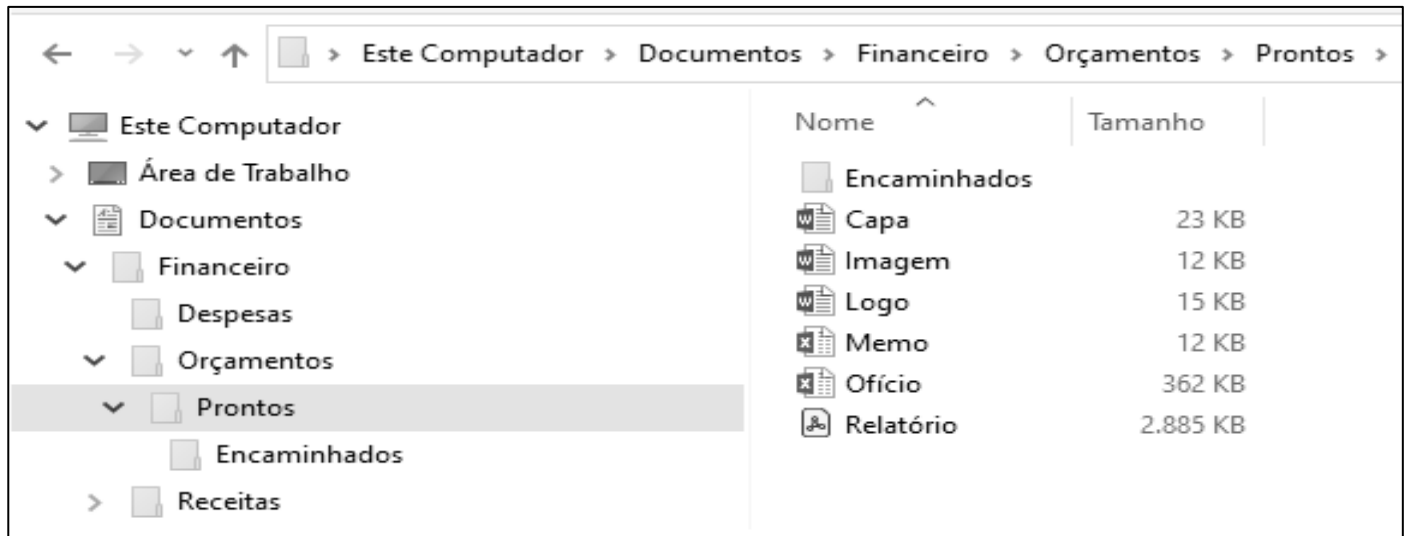 Este Computador > Documentos > Financeiro > Orçamentos > Prontos >
Este Computador
Área de Trabalho
Documentos
Financeiro
Despesas
Orçamentos
Prontos
Encaminhados
Receitas
Nome Tamanho
Encaminhados
Capa 23 KB
Imagem 12 KB
Logo 15 KB
Memo 12 KB
Ofício 362 KB
Relatório 2.885 KB